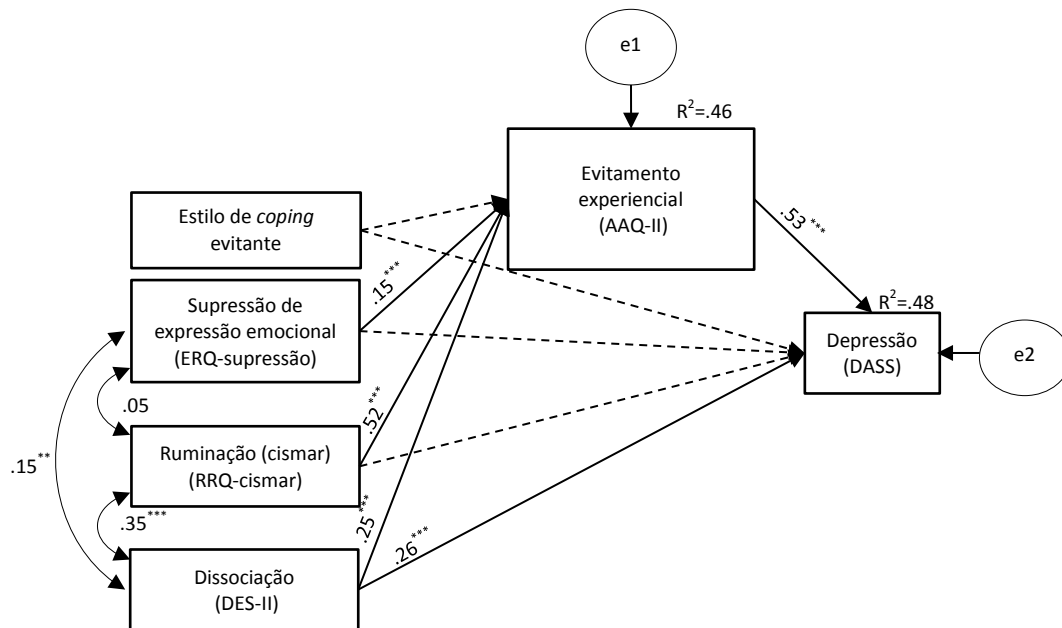 e1
R²=.46
Evitamento
experiencial
(AAQ-II)
Estilo de coping
evitante
.15***
.53***
Supressão de
expressão emocional
(ERQ-supressão)
R²=.48
Depressão
(DASS)
e2
.05
.52***
Ruminação (cismar)
(RRQ-cismar)
.15**
.35***
.25***
.26***
Dissociação
(DES-II)